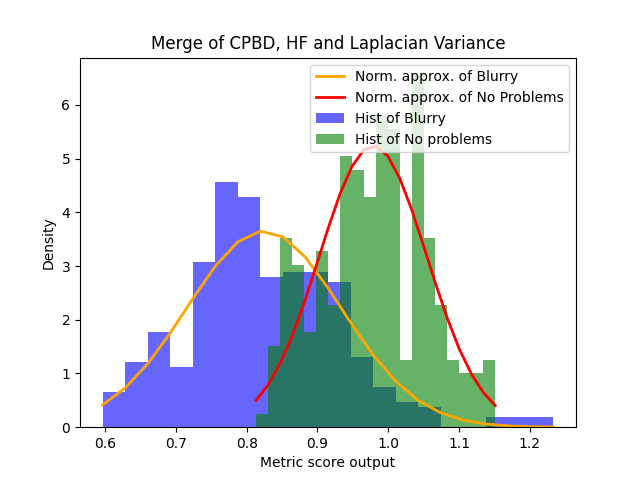 Merge of CPBD, HF and Laplacian Variance
Norm. approx. of Blurry
Norm. approx. of No Problems
Hist of Blurry
Hist of No problems
Density
6
5
4
3
2
1
0
0.6 0.7 0.8 0.9 1.0 1.1 1.2
Metric score output